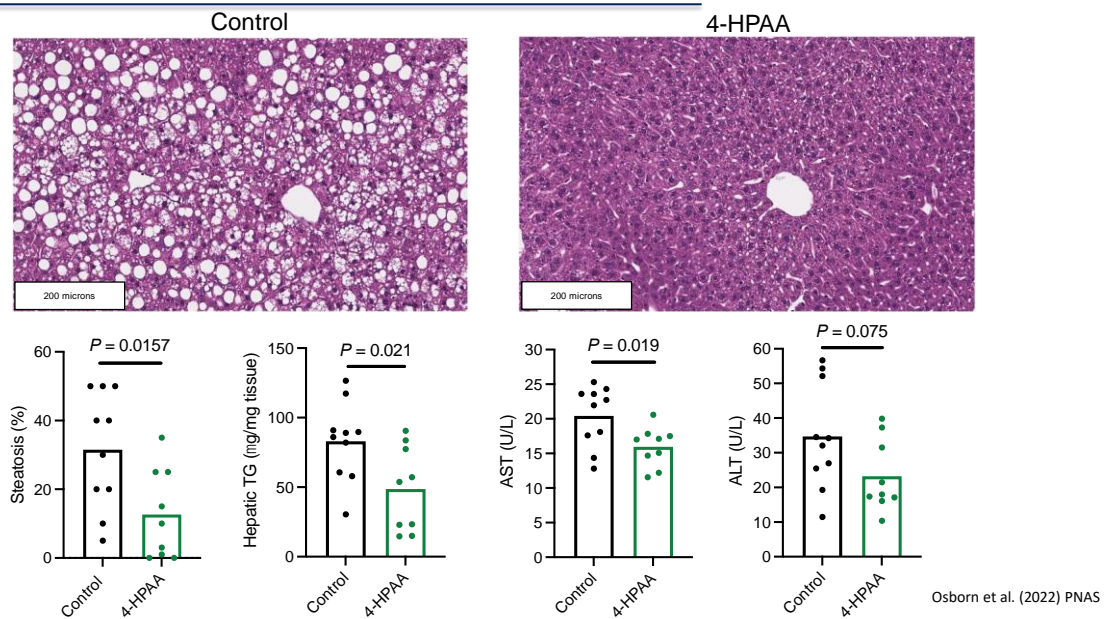 Control
4-HPAA
200 microns
200 microns
P = 0.0157
Steatosis (%)
60
40
20
0
Control
4-HPAA
P = 0.021
Hepatic TG (mg/mg tissue)
150
100
50
0
Control
4-HPAA
P = 0.019
AST (U/L)
30
25
20
15
10
5
0
Control
4-HPAA
P = 0.075
ALT (U/L)
60
50
40
30
20
10
0
Control
4-HPAA
Osborn et al. (2022) PNAS